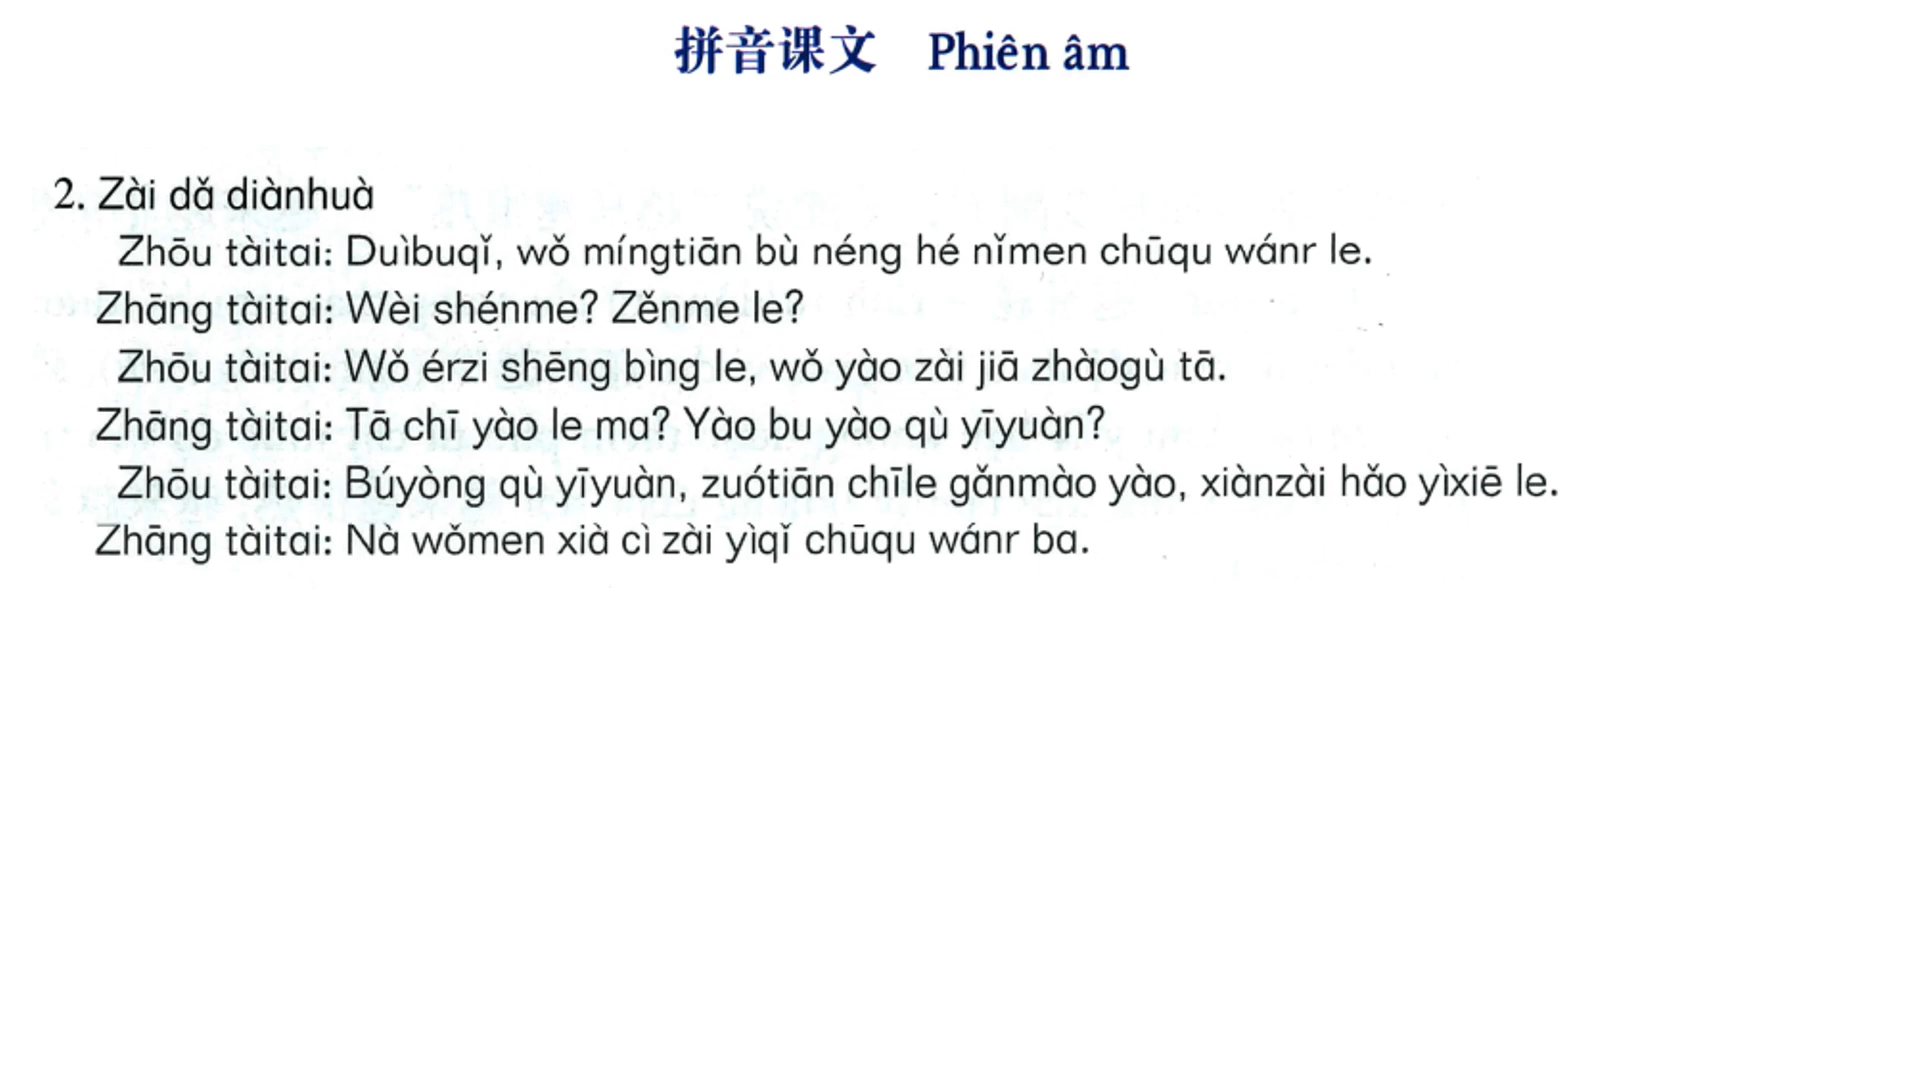 拼音课文 Phiên âm
2. Zài dǎ diànhuà
Zhōu tàitai: Duìbuqǐ, wǒ míngtiān bù néng hé nǐmen chūqu wánr le.
Zhāng tàitai: Wèi shénme? Zěnme le?
Zhōu tàitai: Wǒ érzi shēng bìng le, wǒ yào zài jiā zhàogù tā.
Zhāng tàitai: Tā chī yào le ma? Yào bu yào qù yīyuàn?
Zhōu tàitai: Búyòng qù yīyuàn, zuótiān chīle gǎnmào yào, xiànzài hǎo yìxiē le.
Zhāng tàitai: Nà wǒmen xià cì zài yìqǐ chūqu wánr ba.